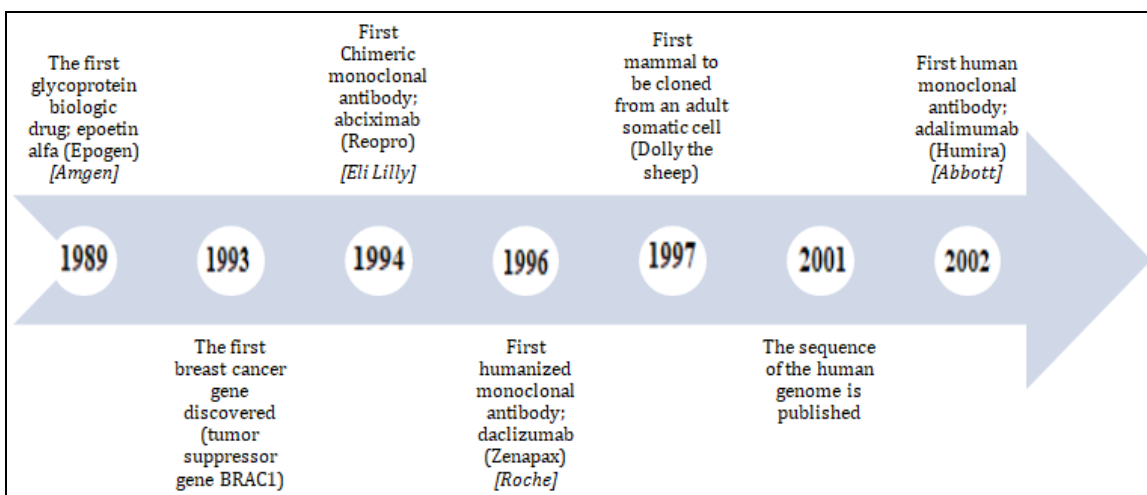 The first
glycoprotein
biologic
drug; epoetin
alfa (Epogen)
[Amgen]
First
Chimeric
monoclonal
antibody;
abciximab
(Reopro)
[Eli Lilly]
First
mammal to
be cloned
from an adult
somatic cell
(Dolly the
sheep)
First human
monoclonal
antibody;
adalimumab
(Humira)
[Abbott]
1989
1993
1994
1996
1997
2001
2002
The first
breast cancer
gene
discovered
(tumor
suppressor
gene BRAC1)
First
humanized
monoclonal
antibody;
daclizumab
(Zenapax)
[Roche]
The sequence
of the human
genome is
published